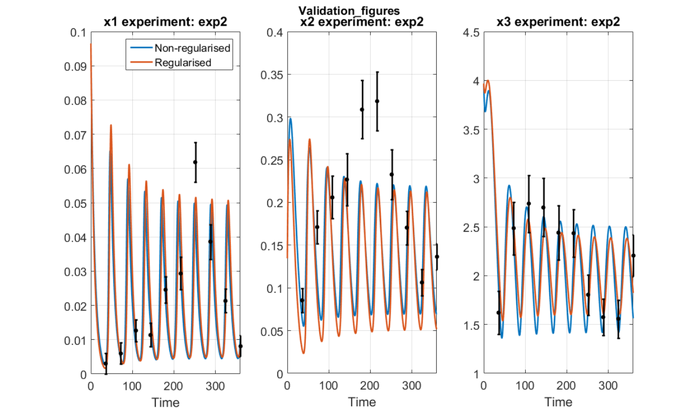 Validation_figures
x1 experiment: exp2
x2 experiment: exp2
x3 experiment: exp2
Non-regularised
Regularised
0.1
0.09
0.08
0.07
0.06
0.05
0.04
0.03
0.02
0.01
0
0 100 200 300
Time
0.4
0.35
0.3
0.25
0.2
0.15
0.1
0.05
0
0 100 200 300
Time
4.5
4
3.5
3
2.5
2
1.5
1
0 100 200 300
Time